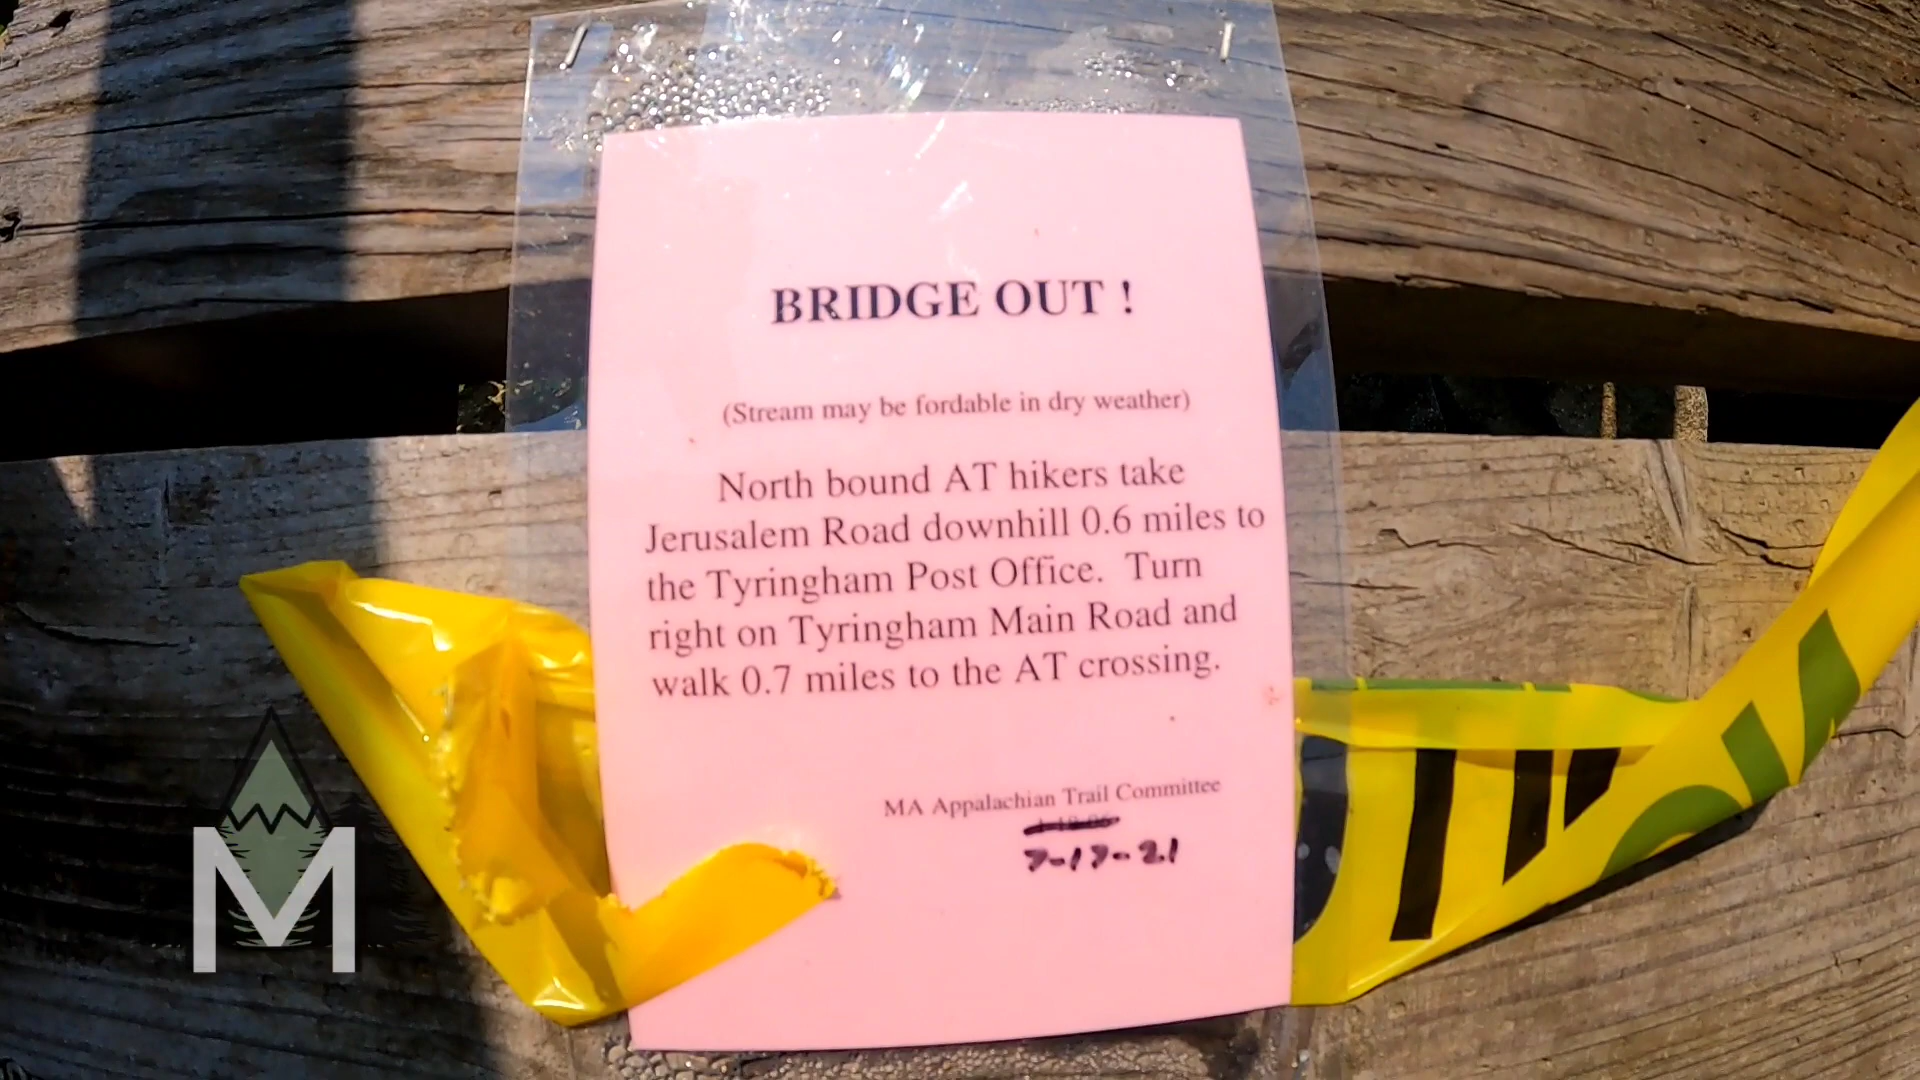 BRIDGE OUT !
(Stream may be fordable in dry weather)
North bound AT hikers take
Jerusalem Road downhill 0.6 miles to
the Tyringham Post Office. Turn
right on Tyringham Main Road and
walk 0.7 miles to the AT crossing.
MA Appalachian Trail Committee
7-17-21
M